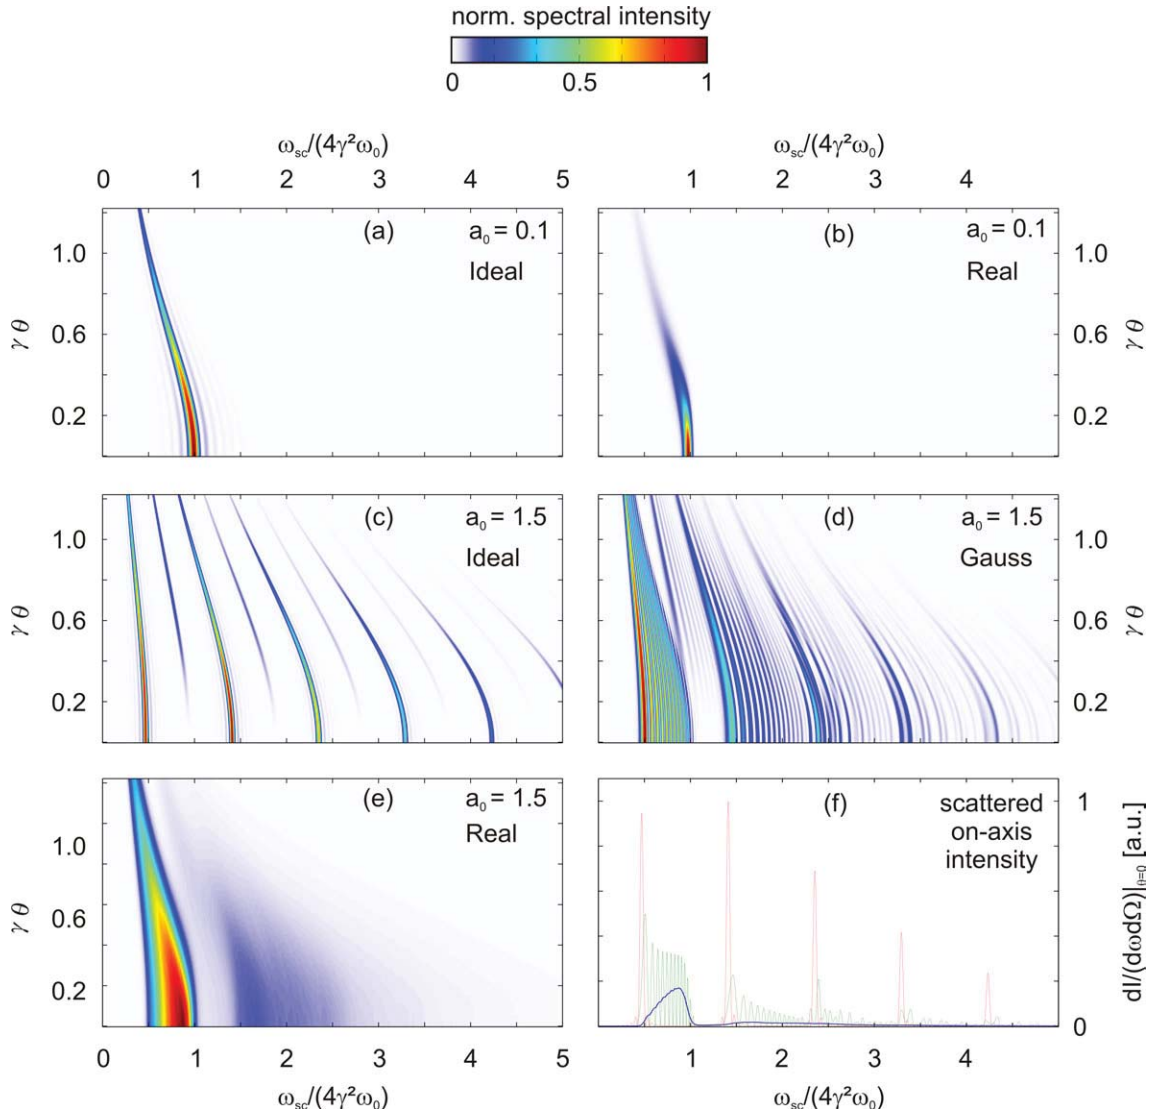 norm. spectral intensity
0 0.5 1
ω_sc/(4γ²ω_0) ω_sc/(4γ²ω_0)
0 1 2 3 4 5 1 2 3 4
(a) a_0 = 0.1 (b) a_0 = 0.1
Ideal Real
1.0 0.6 0.2 γ θ
1.0 0.6 0.2 γ θ
(c) a_0 = 1.5 (d) a_0 = 1.5
Ideal Gauss
1.0 0.6 0.2 γ θ
1.0 0.6 0.2 γ θ
(e) a_0 = 1.5 (f) scattered
Real on-axis
intensity
1.0 0.6 0.2 γ θ
1 0 dI/(dωdΩ)|_θ=0 [a.u.]
0 1 2 3 4 5 1 2 3 4
ω_sc/(4γ²ω_0) ω_sc/(4γ²ω_0)